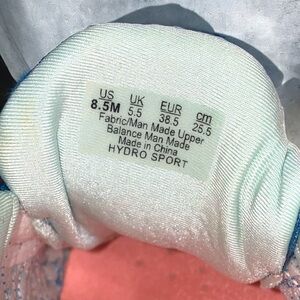 US UK EUR cm
8.5M 5.5 38.5 25.5
Fabric/Man Made Upper
Balance Man Made
Made in China
HYDRO SPORT